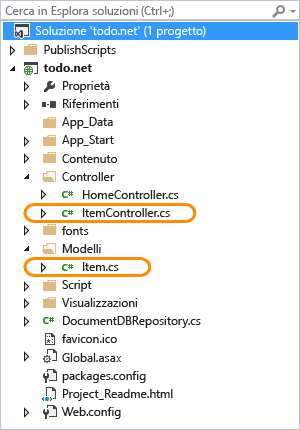 Cerca in Esplora soluzioni (Ctrl+;)
Soluzione 'todo.net' (1 progetto)
PublishScripts
todo.net
Proprietà
Riferimenti
App_Data
App_Start
Contenuto
Controller
HomeController.cs
ItemController.cs
fonts
Modelli
Item.cs
Script
Visualizzazioni
DocumentDBRepository.cs
favicon.ico
Global.asax
packages.config
Project_Readme.html
Web.config